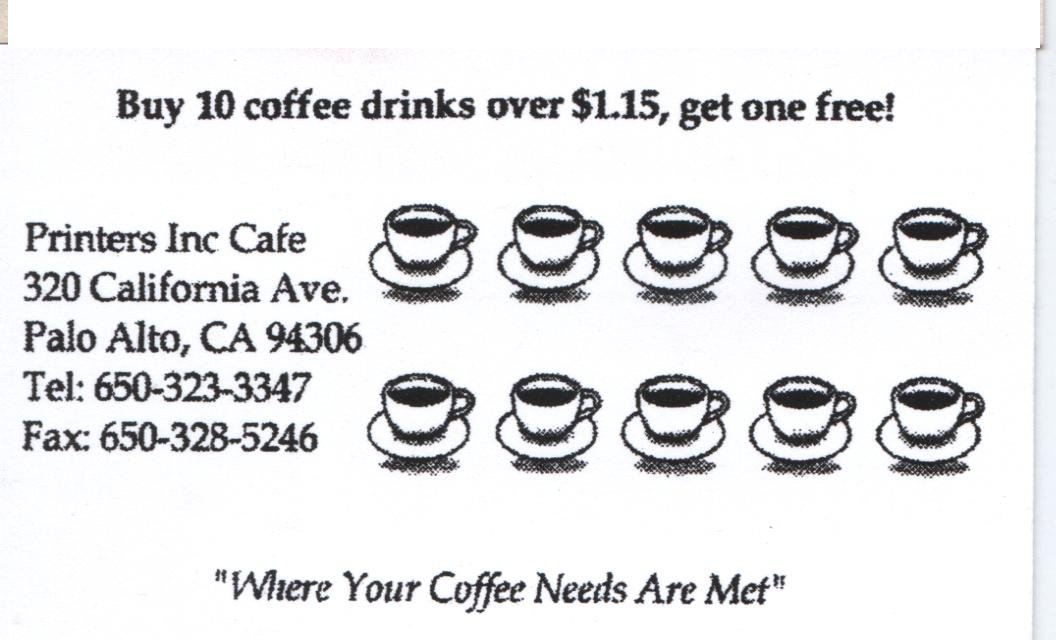 Buy 10 coffee drinks over $1.15, get one free!
Printers Inc Cafe
320 California Ave.
Palo Alto, CA 94306
Tel: 650-323-3347
Fax: 650-328-5246
"Where Your Coffee Needs Are Met"